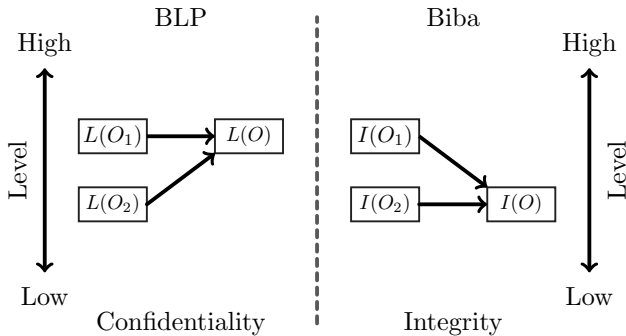 BLP
Biba
High
High
L(O₁)
L(O)
I(O₁)
Level
Level
L(O₂)
I(O₂)
I(O)
Low
Low
Confidentiality
Integrity